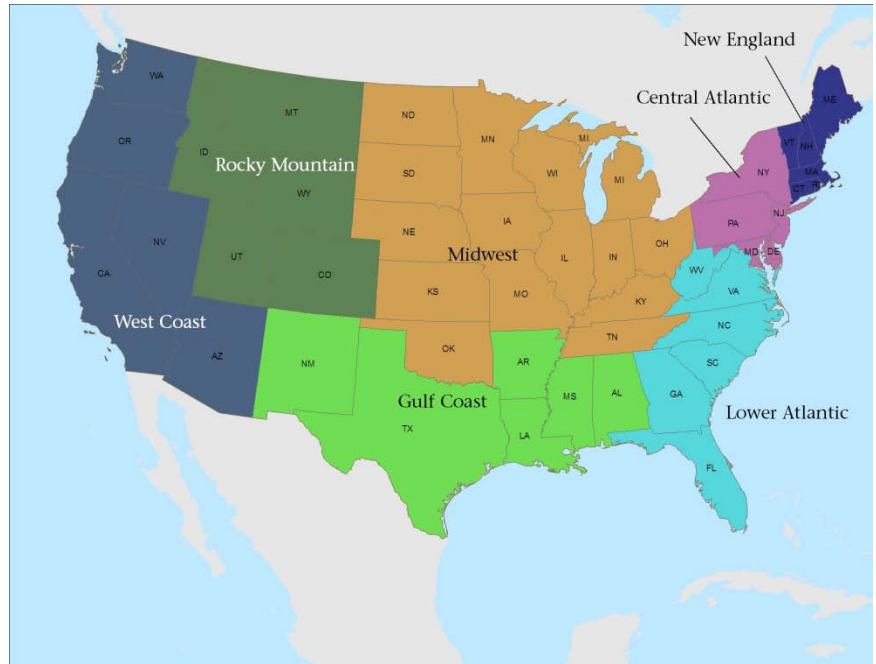 New England
Central Atlantic
WA
MT
ND
MN
MI
ME
VT
NH
OR
ID
Rocky Mountain
SD
WI
MI
NY
MA
CT
RI
WY
IA
PA
NJ
NV
NE
Midwest
OH
MD
DE
UT
CO
IL
IN
WV
CA
KS
MO
KY
VA
West Coast
AZ
NM
OK
AR
TN
NC
SC
Gulf Coast
TX
MS
AL
GA
Lower Atlantic
LA
FL